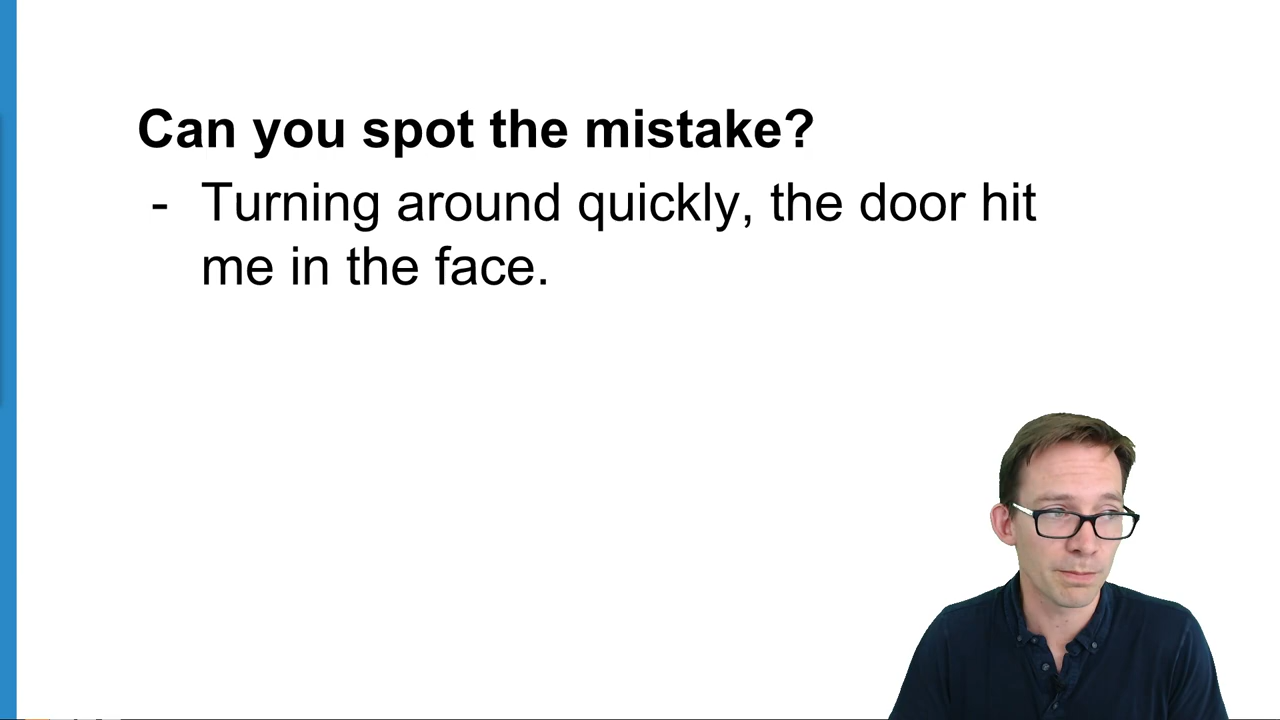 Can you spot the mistake?
- Turning around quickly, the door hit
me in the face.